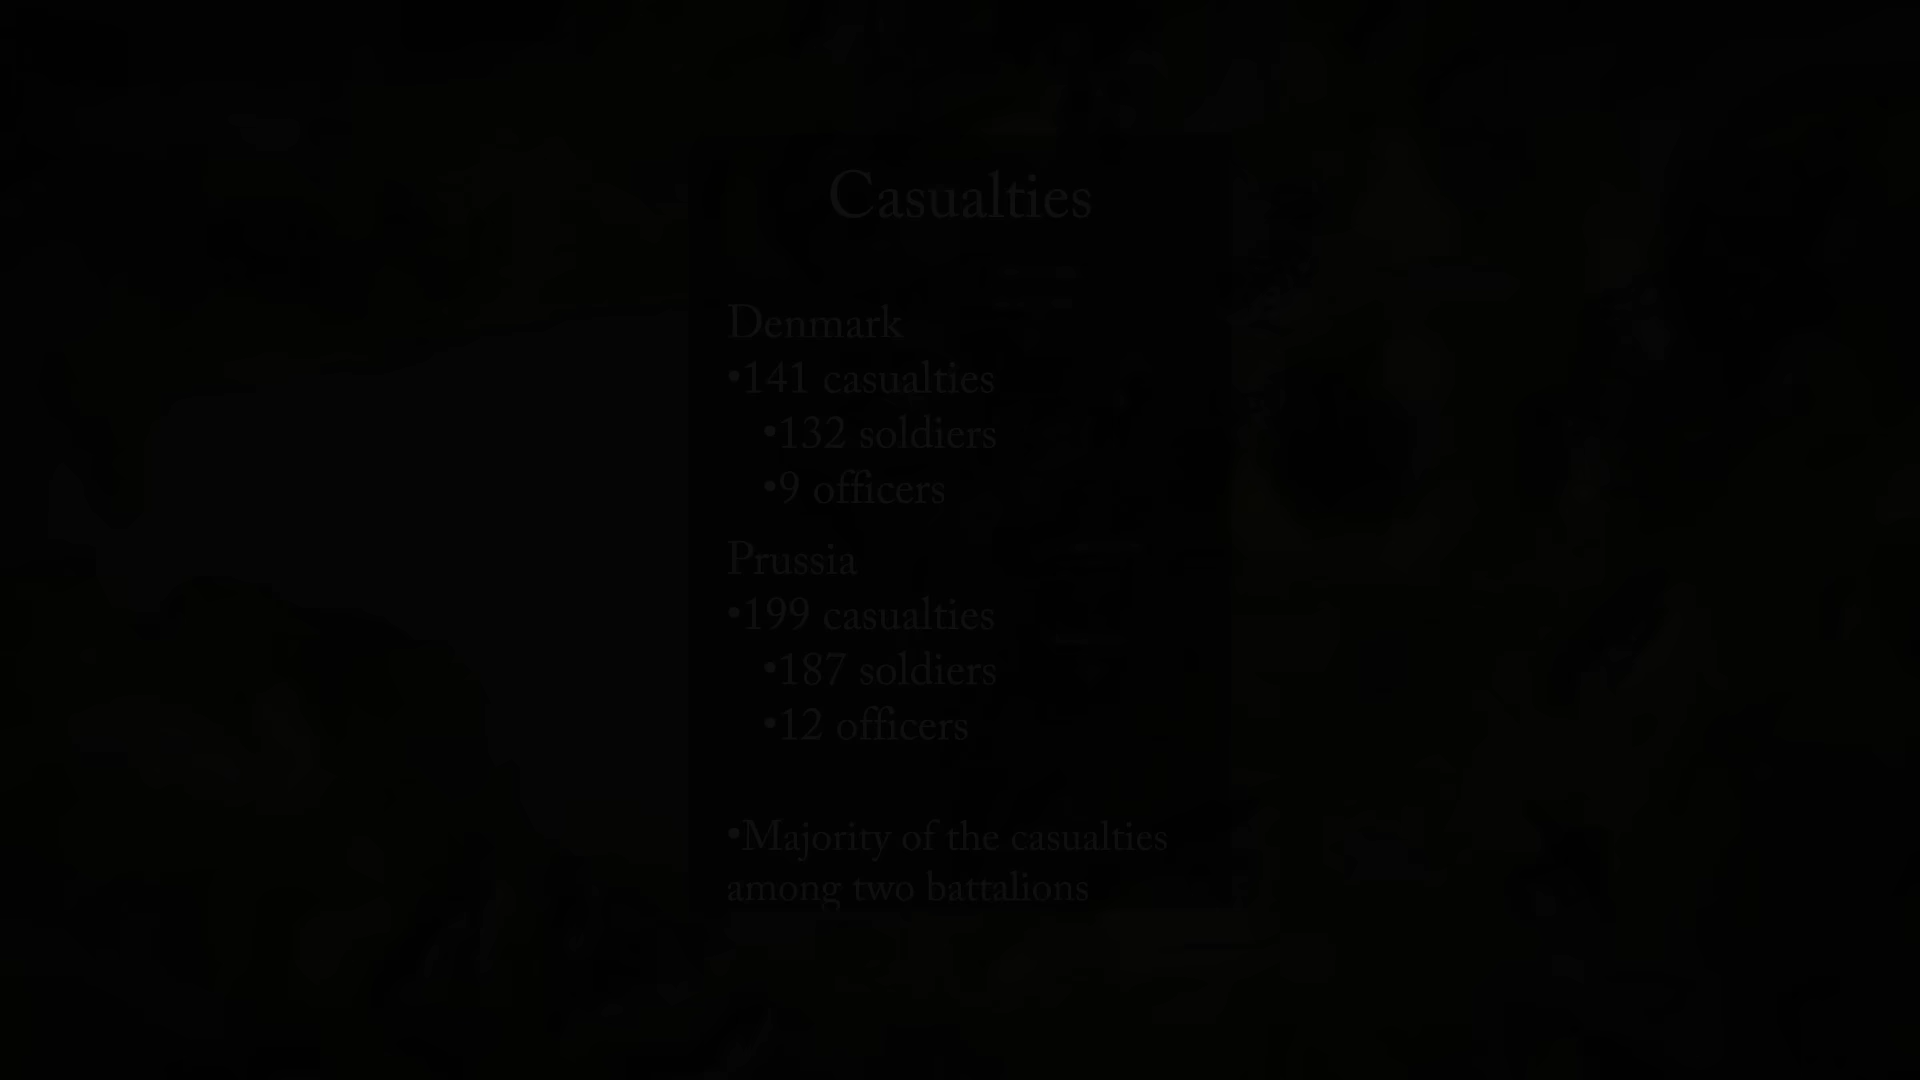 Casualties
Denmark
•141 casualties
•132 soldiers
•9 officers
Prussia
•199 casualties
•187 soldiers
•12 officers
•Majority of the casualties
among two battalions